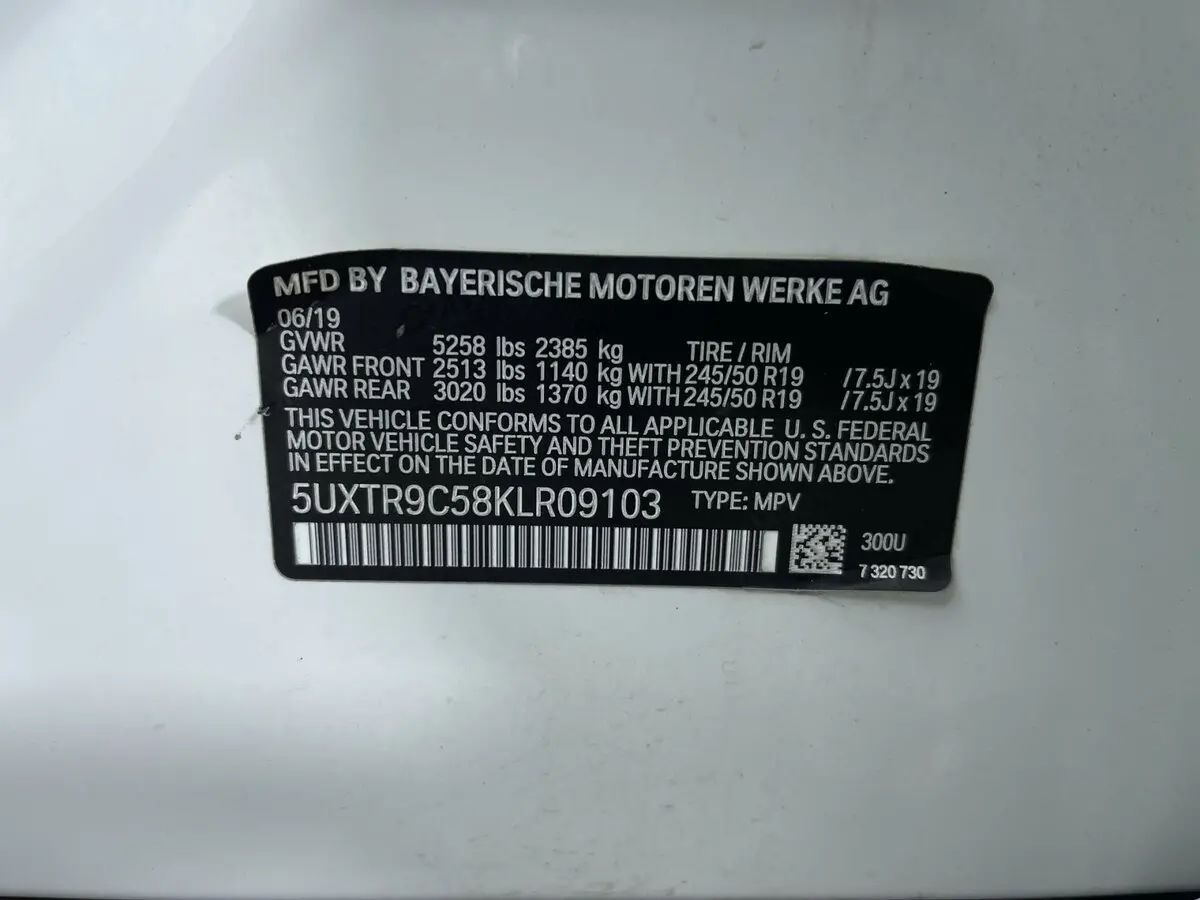 MFD BY BAYERISCHE MOTOREN WERKE AG
06/19
GVWR 5258 lbs 2385 kg TIRE / RIM
GAWR FRONT 2513 lbs 1140 kg WITH 245/50 R19 / 7.5J x 19
GAWR REAR 3020 lbs 1370 kg WITH 245/50 R19 / 7.5J x 19
THIS VEHICLE CONFORMS TO ALL APPLICABLE U. S. FEDERAL
MOTOR VEHICLE SAFETY AND THEFT PREVENTION STANDARDS
IN EFFECT ON THE DATE OF MANUFACTURE SHOWN ABOVE.
5UXTR9C58KLR09103 TYPE: MPV
300U
7 320 730